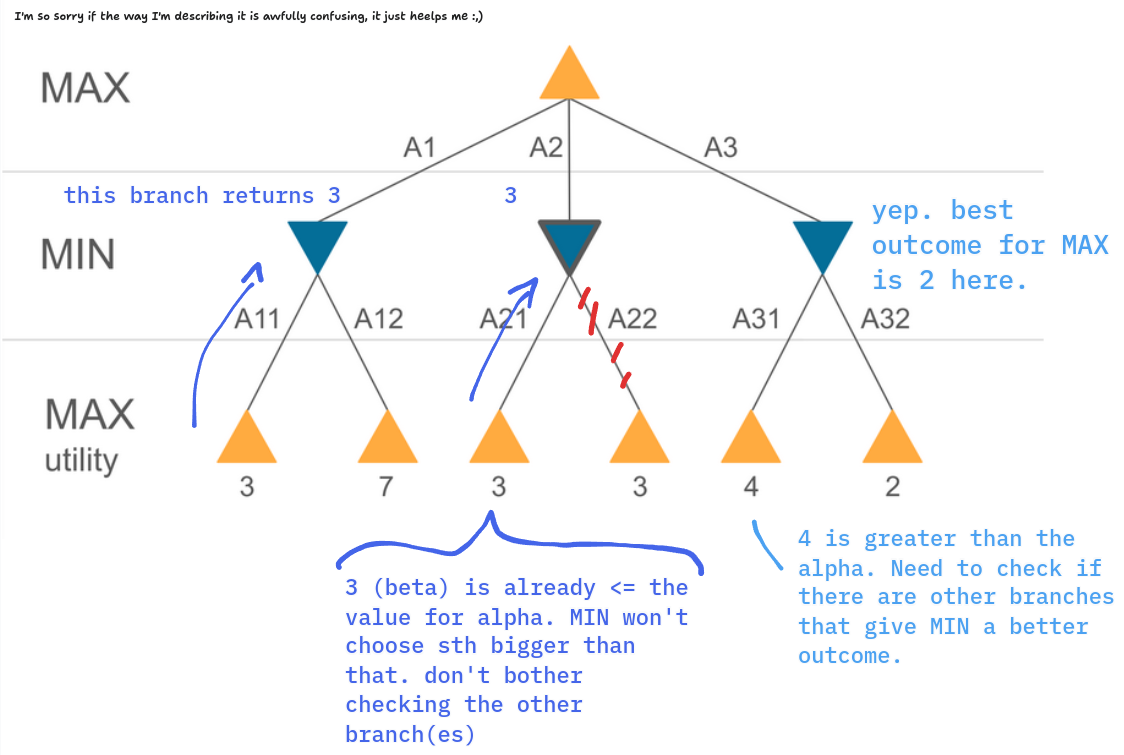 I'm so sorry if the way I'm describing it is awfully confusing, it just heelps me :,)
MAX
A1
A2
A3
this branch returns 3
3
yep. best
outcome for MAX
is 2 here.
MIN
A11
A12
A21
A22
A31
A32
MAX
utility
3
7
3
3
4
2
3 (beta) is already <= the
value for alpha. MIN won't
choose sth bigger than
that. don't bother
checking the other
branch(es)
4 is greater than the
alpha. Need to check if
there are other branches
that give MIN a better
outcome.